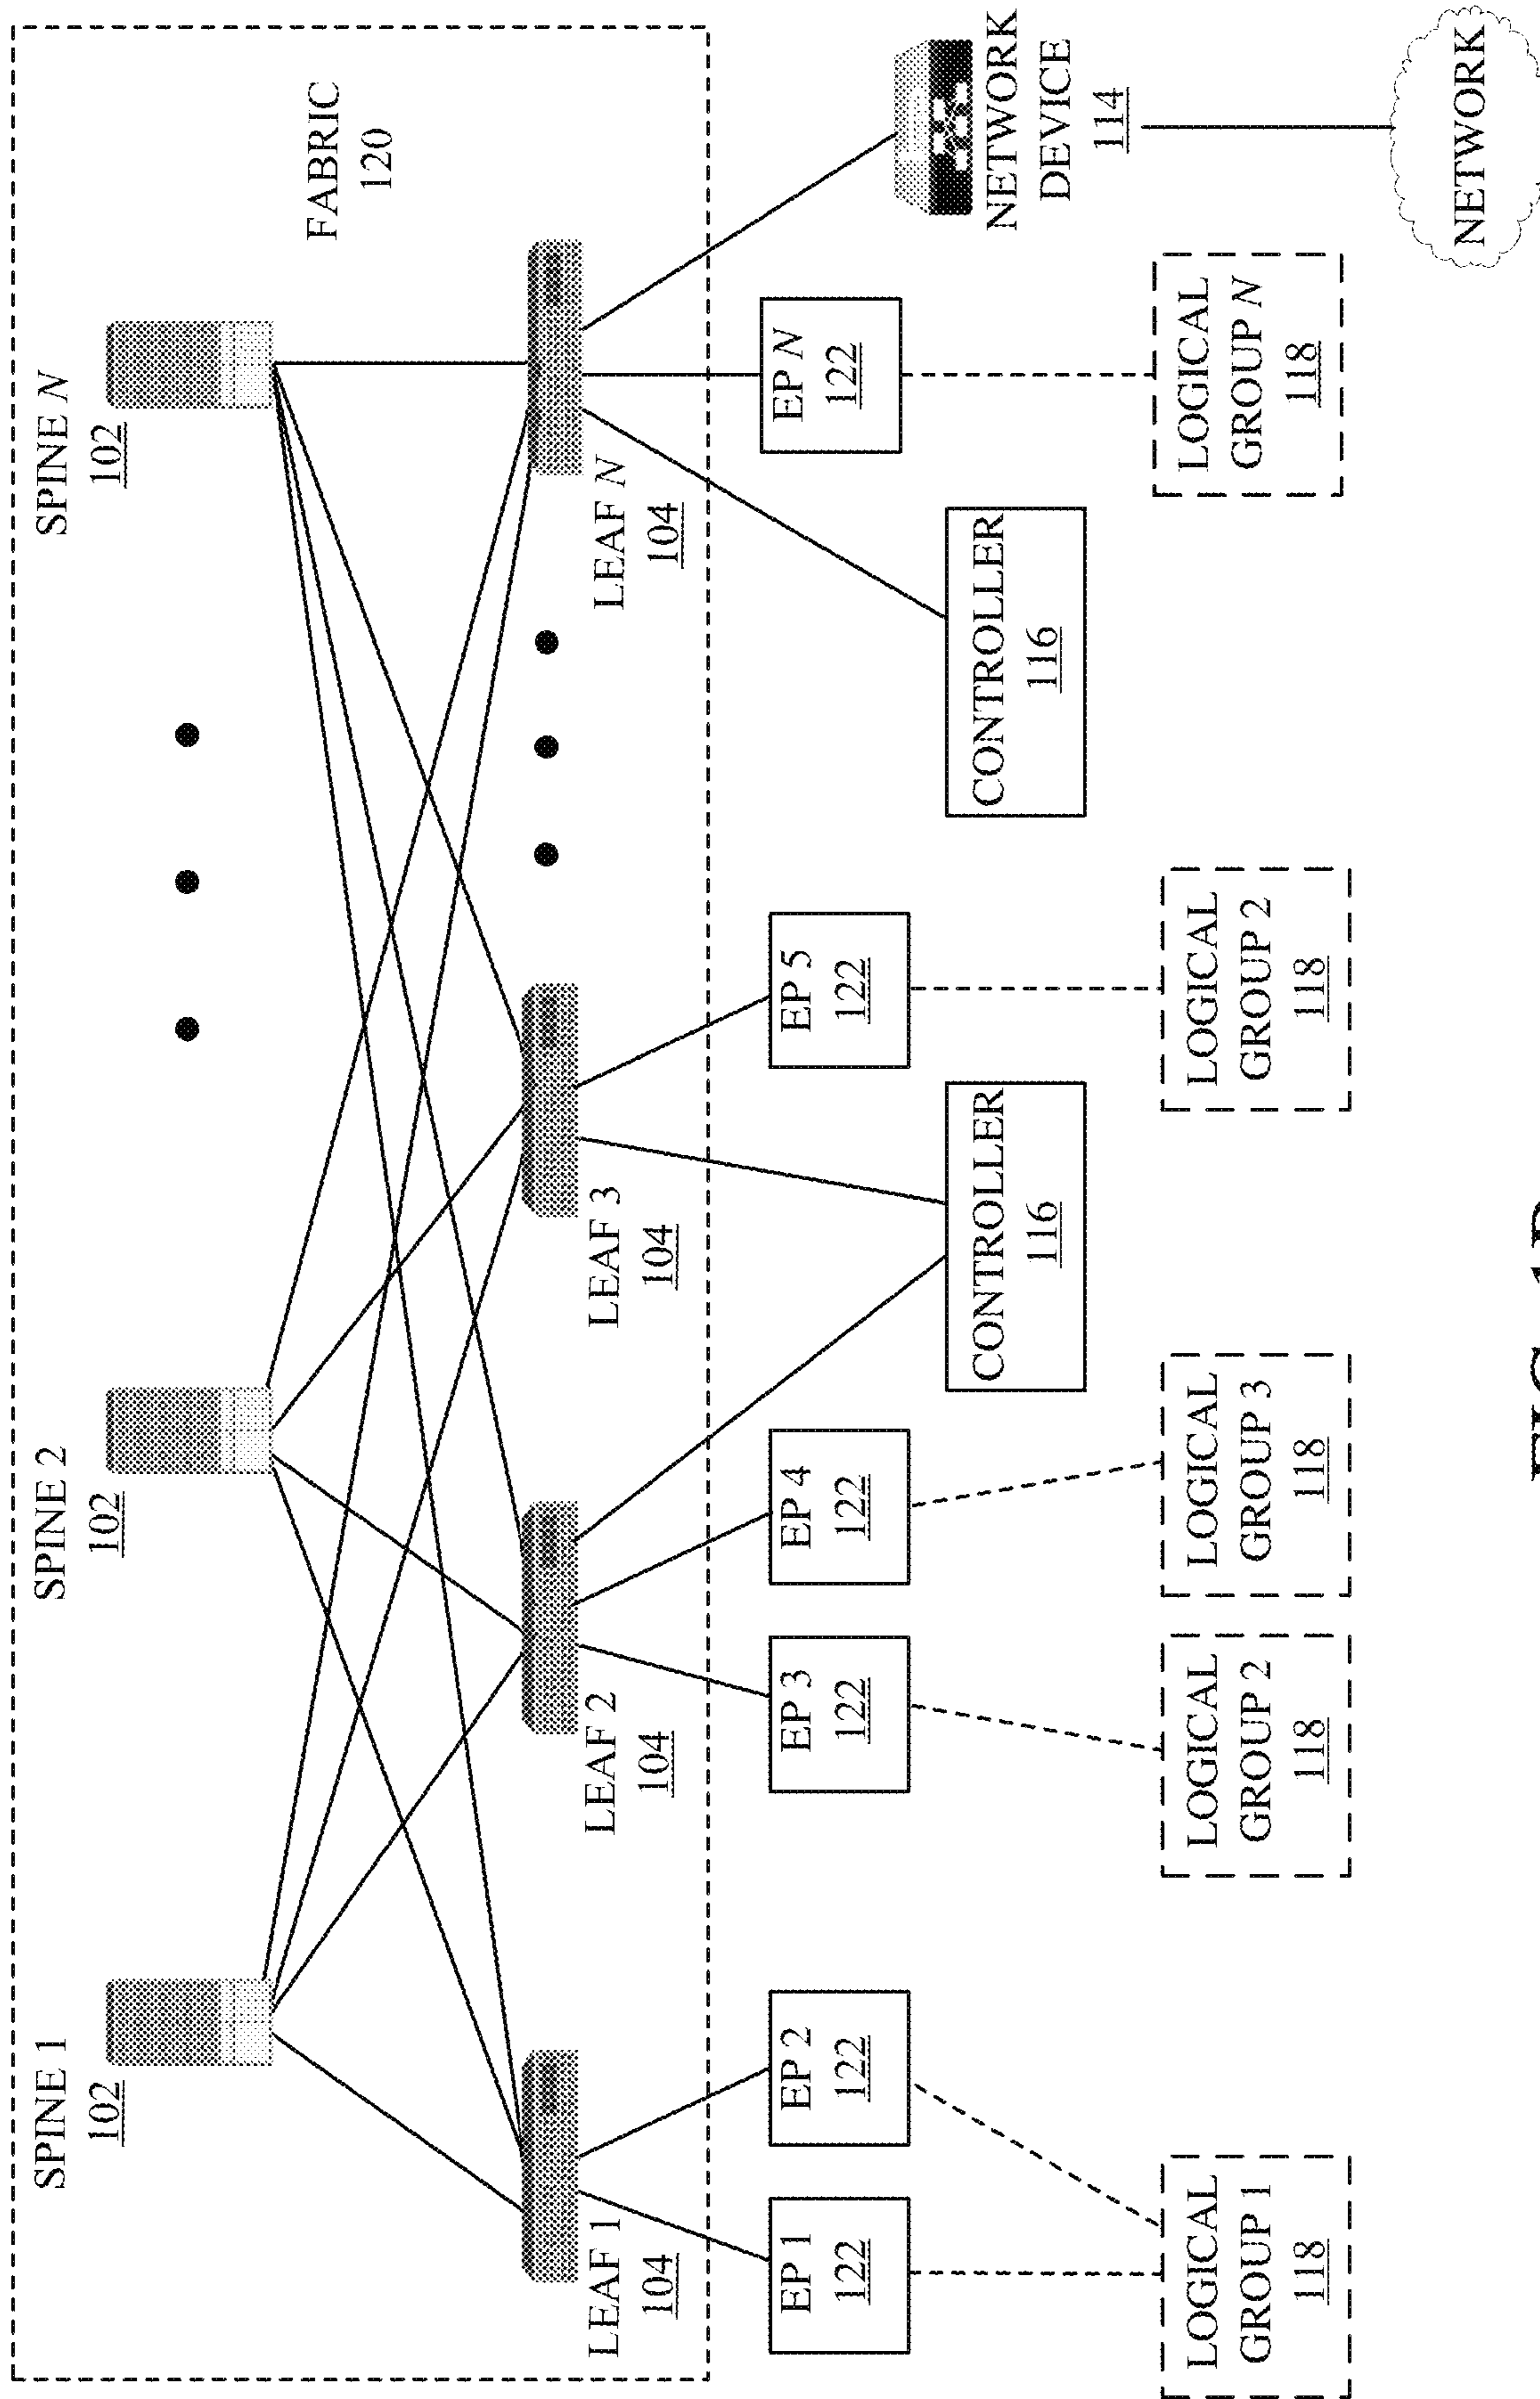 SPINE 1
102
SPINE 2
102
SPINE N
102
FABRIC
120
LEAF 1
104
LEAF 2
104
LEAF 3
104
LEAF N
104
EP 1
122
EP 2
122
EP 3
122
EP 4
122
EP 5
122
EP N
122
CONTROLLER
116
CONTROLLER
116
NETWORK
DEVICE
114
LOGICAL
GROUP 1
118
LOGICAL
GROUP 2
118
LOGICAL
GROUP 3
118
LOGICAL
GROUP 2
118
LOGICAL
GROUP N
118
NETWORK